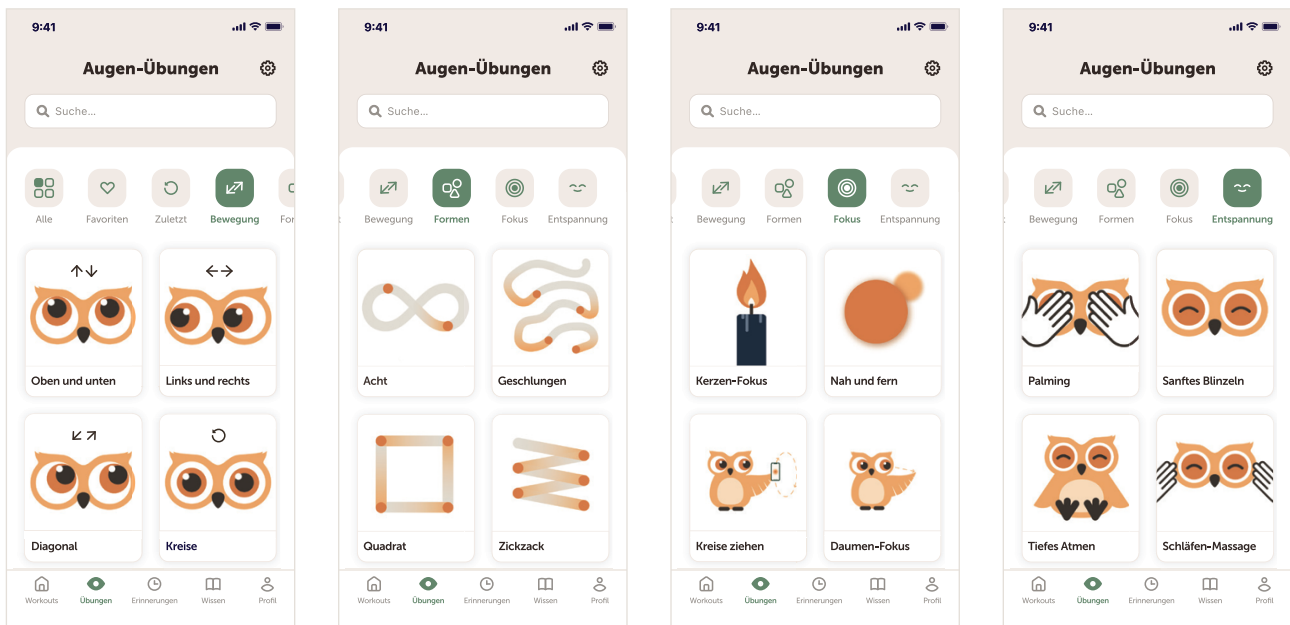 9:41
Augen-Übungen
Suche...
Alle Favoriten Zuletzt Bewegung For
Oben und unten Links und rechts
Diagonal Kreise
Workouts Übungen Erinnerungen Wissen Profil
9:41
Augen-Übungen
Suche...
t Bewegung Formen Fokus Entspannung
Acht Geschlungen
Quadrat Zickzack
Workouts Übungen Erinnerungen Wissen Profil
9:41
Augen-Übungen
Suche...
t Bewegung Formen Fokus Entspannung
Kerzen-Fokus Nah und fern
Kreise ziehen Daumen-Fokus
Workouts Übungen Erinnerungen Wissen Profil
9:41
Augen-Übungen
Suche...
t Bewegung Formen Fokus Entspannung
Palming Sanftes Blinzeln
Tiefes Atmen Schläfen-Massage
Workouts Übungen Erinnerungen Wissen Profil